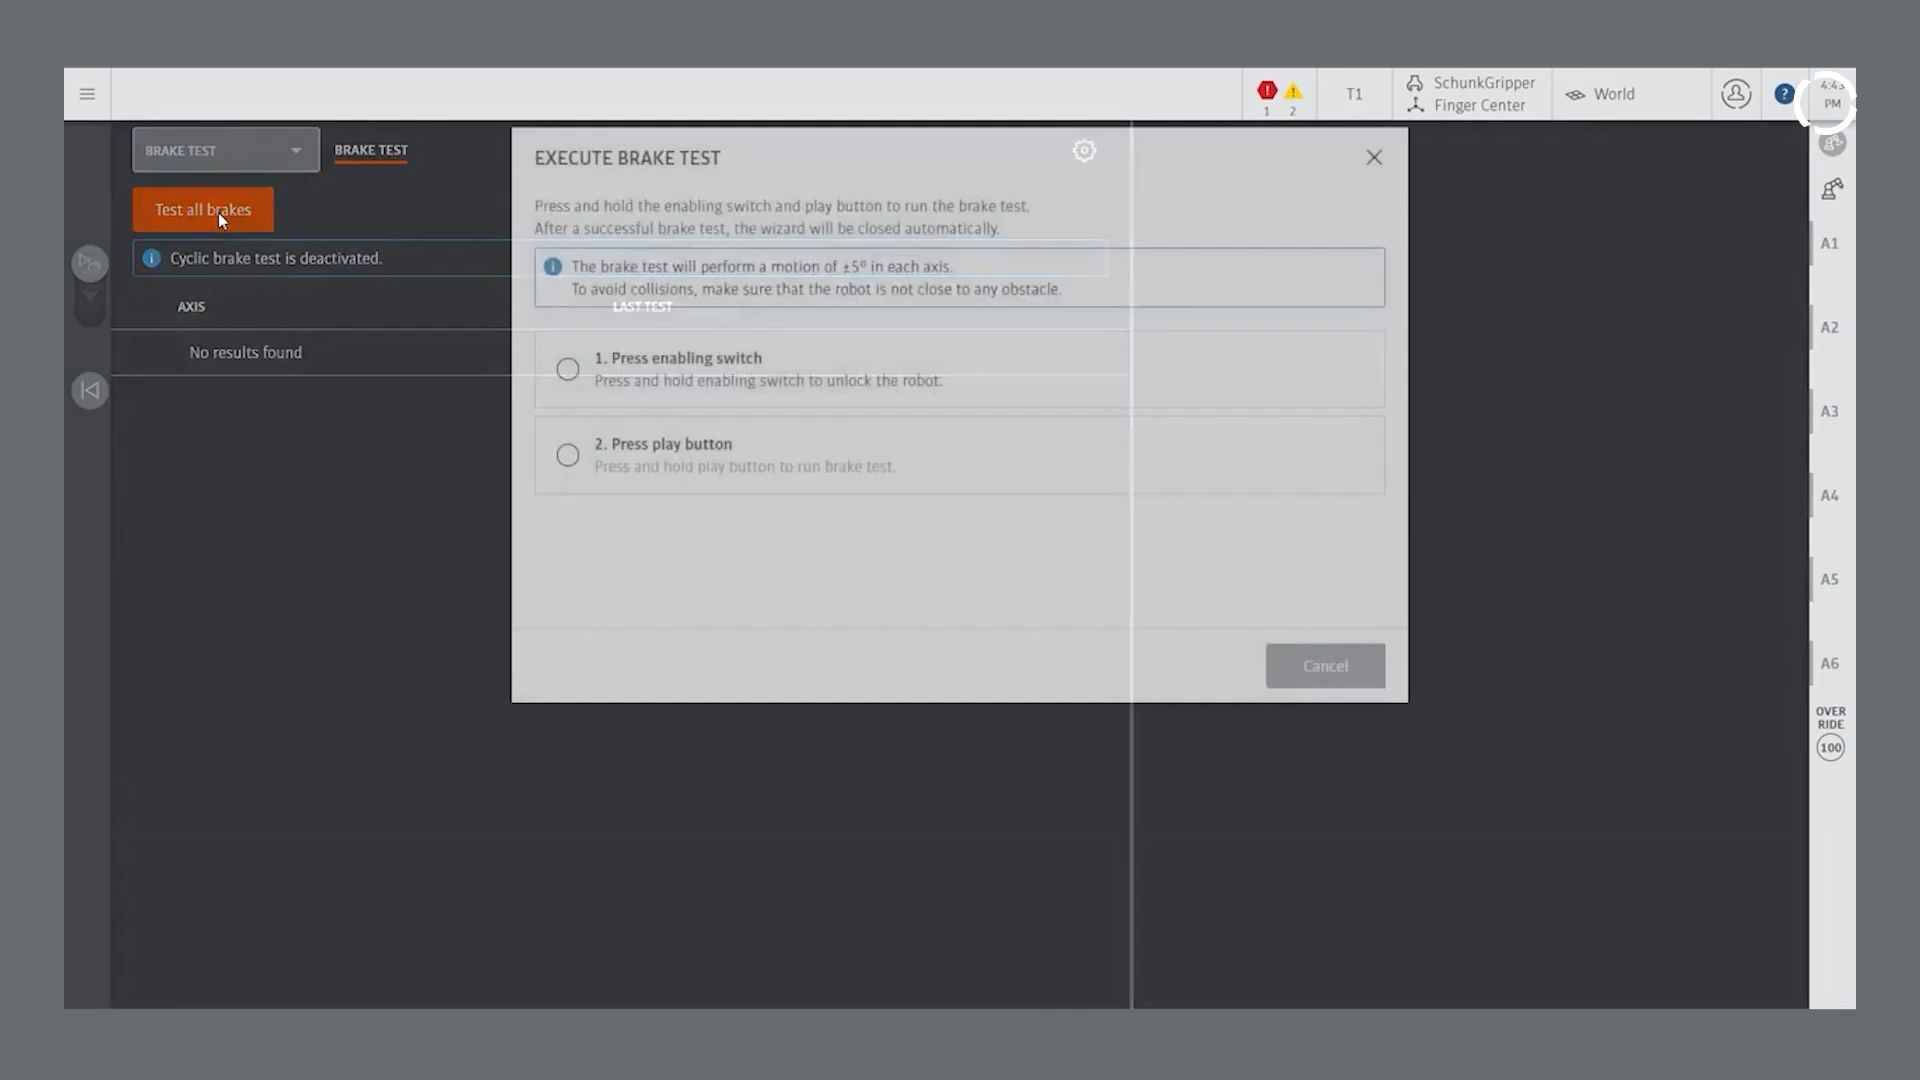 1
2
T1
SchunkGripper
Finger Center
World
?
PM
BRAKE TEST
BRAKE TEST
Test all brakes
Cyclic brake test is deactivated.
AXIS
LAST TEST
No results found
EXECUTE BRAKE TEST
Press and hold the enabling switch and play button to run the brake test.
After a successful brake test, the wizard will be closed automatically.
The brake test will perform a motion of ±5° in each axis.
To avoid collisions, make sure that the robot is not close to any obstacle.
1. Press enabling switch
Press and hold enabling switch to unlock the robot.
2. Press play button
Press and hold play button to run brake test.
Cancel
A1
A2
A3
A4
A5
A6
OVER
RIDE
100